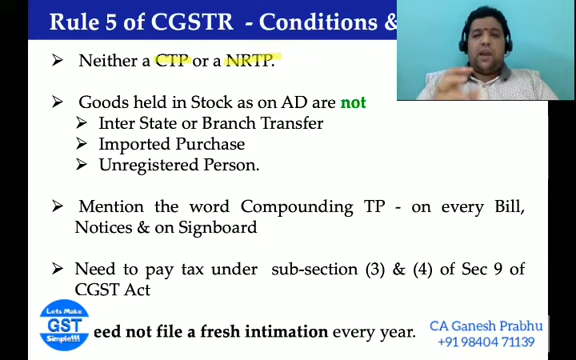 Rule 5 of CGSTR - Conditions &
Neither a CTP or a NRTP.
Goods held in Stock as on AD are not
Inter State or Branch Transfer
Imported Purchase
Unregistered Person.
Mention the word Compounding TP - on every Bill,
Notices & on Signboard
Need to pay tax under sub-section (3) & (4) of Sec 9 of
CGST Act
eed not file a fresh intimation every year.
Lets Make
GST
Simple!!!
CA Ganesh Prabhu
+91 98404 71139